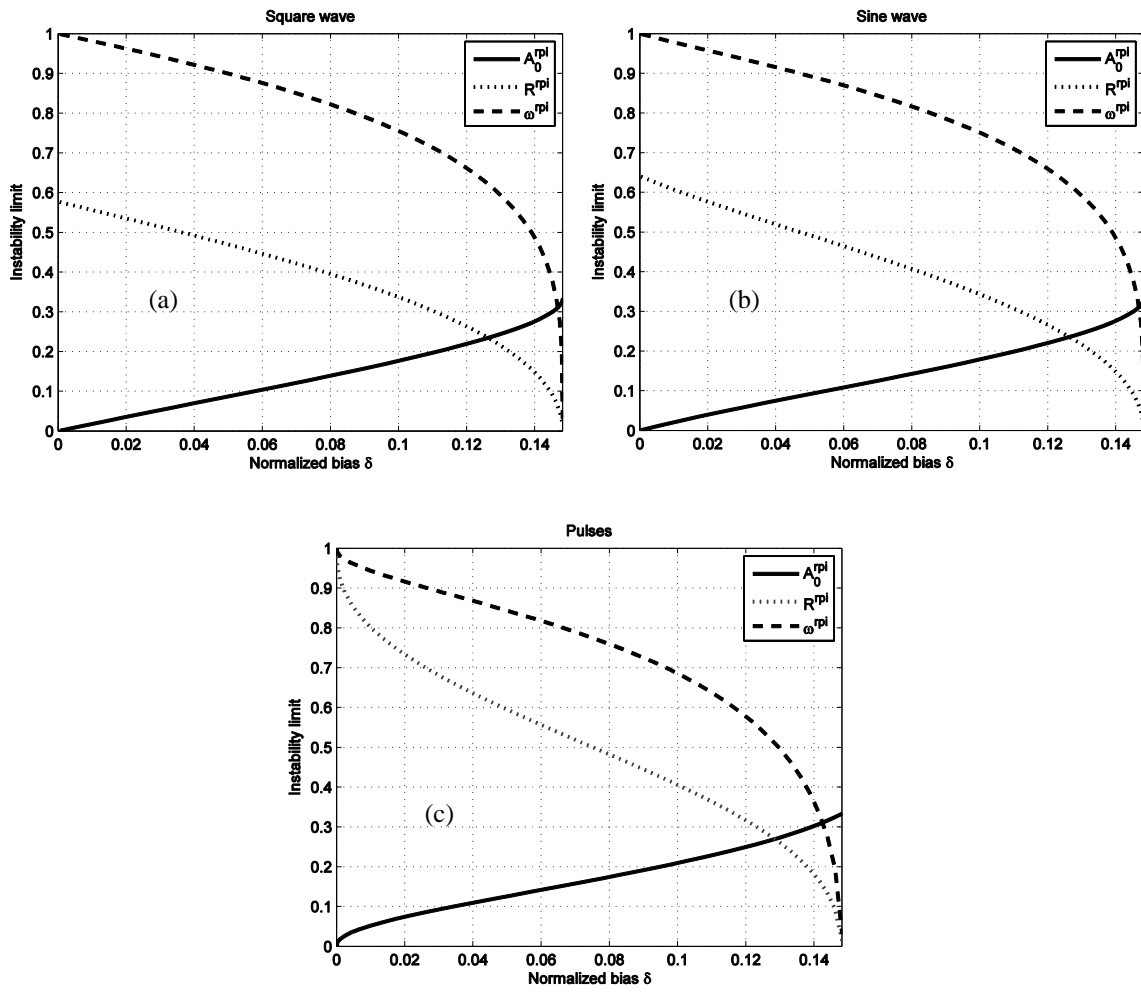 Square wave
Instability limit
1
0.9
0.8
0.7
0.6
0.5
0.4
0.3
0.2
0.1
0
A₀ʳᵖⁱ
Rʳᵖⁱ
ωʳᵖⁱ
(a)
0 0.02 0.04 0.06 0.08 0.1 0.12 0.14
Normalized bias δ
Sine wave
Instability limit
1
0.9
0.8
0.7
0.6
0.5
0.4
0.3
0.2
0.1
0
A₀ʳᵖⁱ
Rʳᵖⁱ
ωʳᵖⁱ
(b)
0 0.02 0.04 0.06 0.08 0.1 0.12 0.14
Normalized bias δ
Pulses
Instability limit
1
0.9
0.8
0.7
0.6
0.5
0.4
0.3
0.2
0.1
0
A₀ʳᵖⁱ
Rʳᵖⁱ
ωʳᵖⁱ
(c)
0 0.02 0.04 0.06 0.08 0.1 0.12 0.14
Normalized bias δ